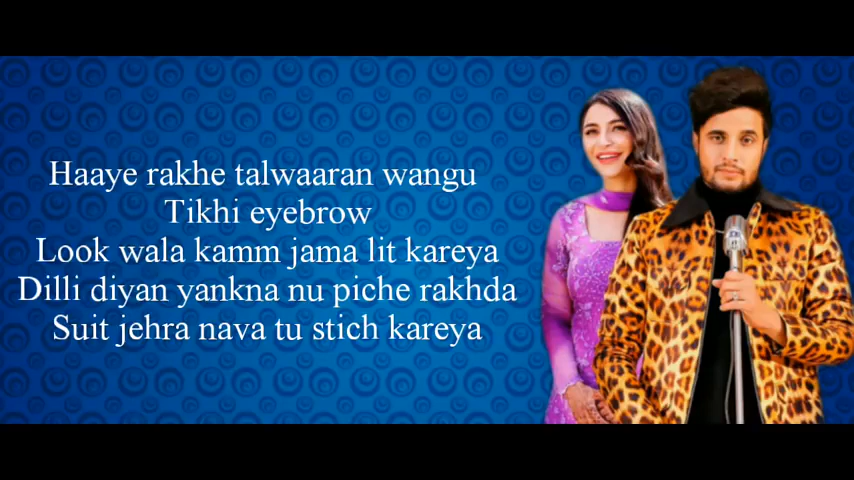 Haaye rakhe talwaaran wangu
Tikhi eyebrow
Look wala kamm jama lit kareya
Dilli diyan yankna nu piche rakhda
Suit jehra nava tu stich kareya